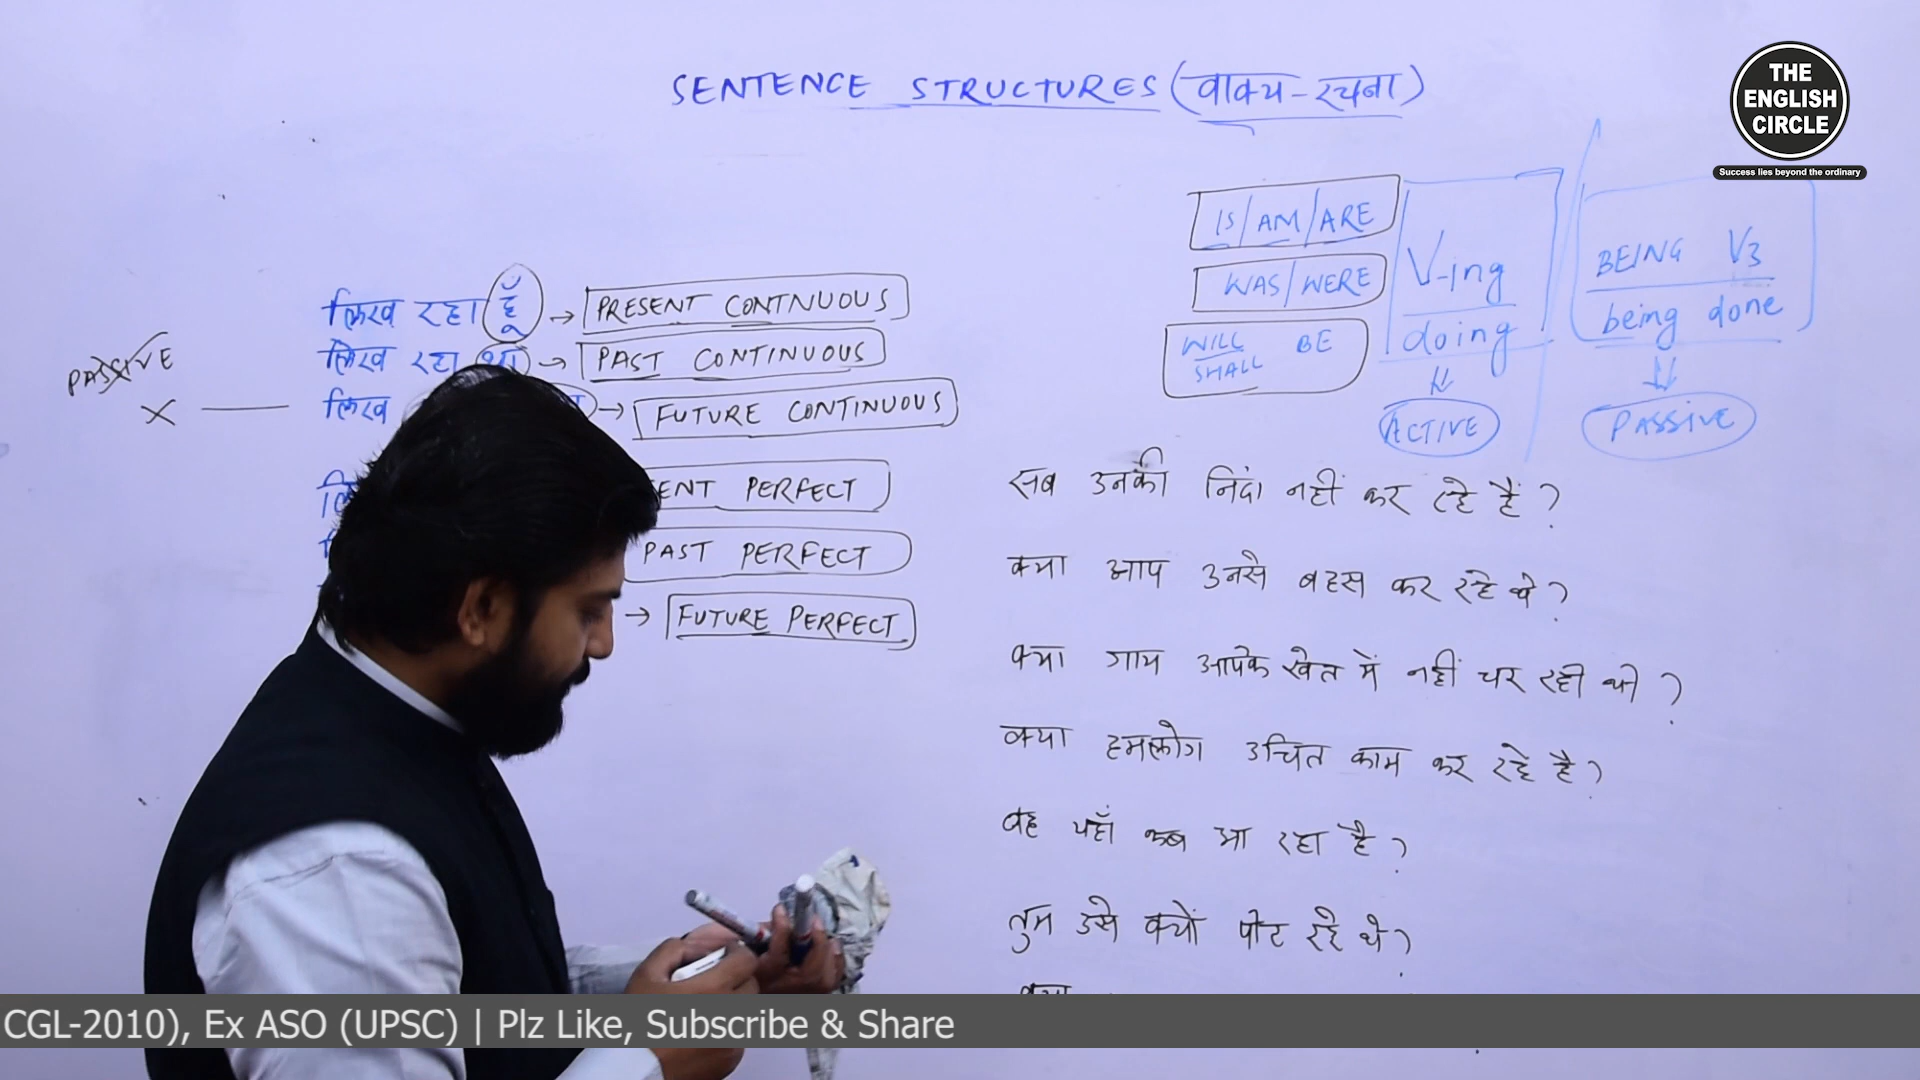 SENTENCE STRUCTURES (वाक्य-रचना)
THE
ENGLISH
CIRCLE
Success lies beyond the ordinary
IS/AM/ARE
WAS/WERE
WILL
SHALL BE
V-ing
doing
ACTIVE
BEING V3
being done
PASSIVE
लिख रहा हूँ → PRESENT CONTNUOUS
लिख रहा था → PAST CONTINUOUS
PASSIVE
X — लिख → FUTURE CONTINUOUS
ENT PERFECT
PAST PERFECT
→ FUTURE PERFECT
सब उनकी निंदा नहीं कर रहे हैं ?
क्या आप उनसे बहस कर रहे थे ?
क्या गाय आपके खेत में नहीं चर रही थी ?
क्या हमलोग उचित काम कर रहे है ?
वह यहाँ कब आ रहा है ?
तुम उसे क्यों पीट रहे थे ?
CGL-2010), Ex ASO (UPSC) | Plz Like, Subscribe & Share